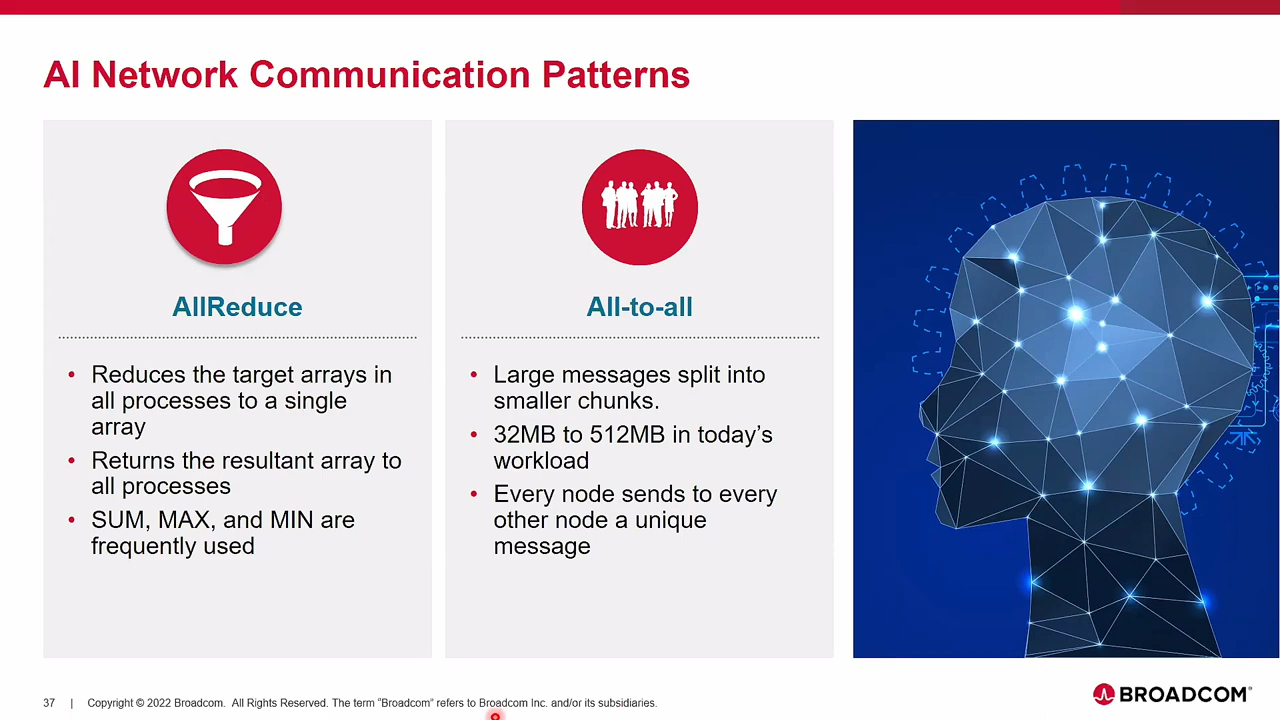 AI Network Communication Patterns
AllReduce
• Reduces the target arrays in
all processes to a single
array
• Returns the resultant array to
all processes
• SUM, MAX, and MIN are
frequently used
All-to-all
• Large messages split into
smaller chunks.
• 32MB to 512MB in today’s
workload
• Every node sends to every
other node a unique
message
37 | Copyright © 2022 Broadcom. All Rights Reserved. The term “Broadcom” refers to Broadcom Inc. and/or its subsidiaries.
BROADCOM®